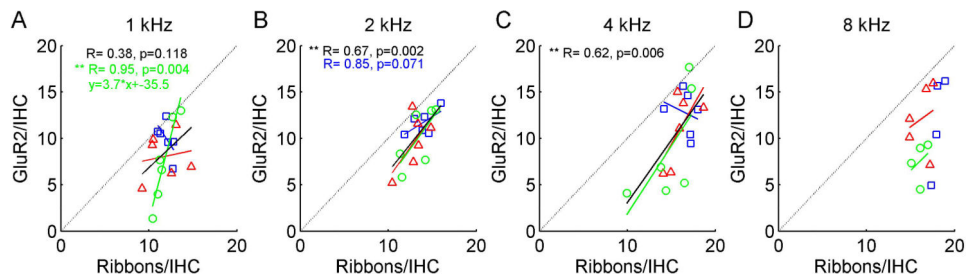 A 1 kHz B 2 kHz C 4 kHz D 8 kHz
R= 0.38, p=0.118
** R= 0.95, p=0.004
y=3.7*x+-35.5
** R= 0.67, p=0.002
R= 0.85, p=0.071
** R= 0.62, p=0.006
GluR2/IHC GluR2/IHC GluR2/IHC GluR2/IHC
20 20 20 20
15 15 15 15
10 10 10 10
5 5 5 5
0 0 0 0
0 10 20 0 10 20 0 10 20 0 10 20
Ribbons/IHC Ribbons/IHC Ribbons/IHC Ribbons/IHC